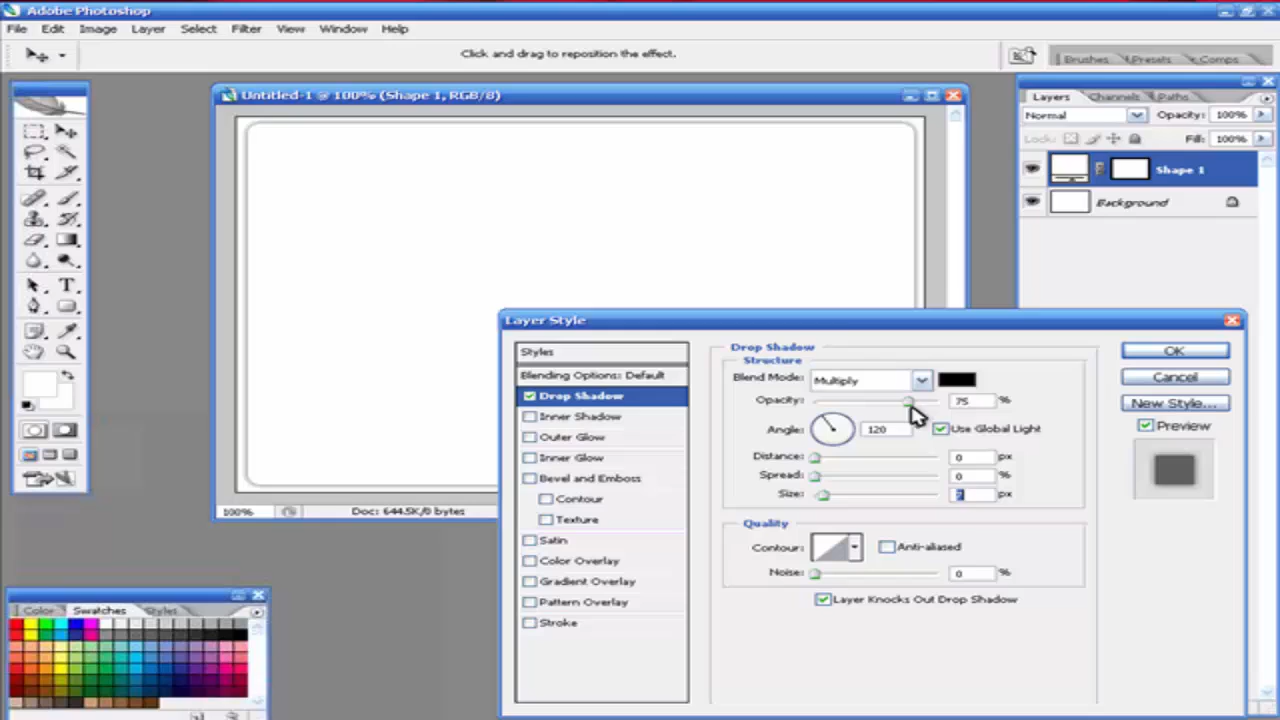 Adobe Photoshop
File Edit Image Layer Select Filter View Window Help
Click and drag to reposition the effect.
Brushes Presets Comps
Untitled-1 @ 100% (Shape 1, RGB/8)
100% Doc: 644.5K/0 bytes
Layers Channels Paths
Normal Opacity: 100%
Lock: Fill: 100%
Shape 1
Background
Layer Style
Styles
Blending Options: Default
Drop Shadow
Inner Shadow
Outer Glow
Inner Glow
Bevel and Emboss
Contour
Texture
Satin
Color Overlay
Gradient Overlay
Pattern Overlay
Stroke
Drop Shadow
Structure
Blend Mode: Multiply
Opacity: 75 %
Angle: 120 Use Global Light
Distance: 0 px
Spread: 0 %
Size: px
Quality
Contour: Anti-aliased
Noise: 0 %
Layer Knocks Out Drop Shadow
OK
Cancel
New Style...
Preview
Color Swatches Styles